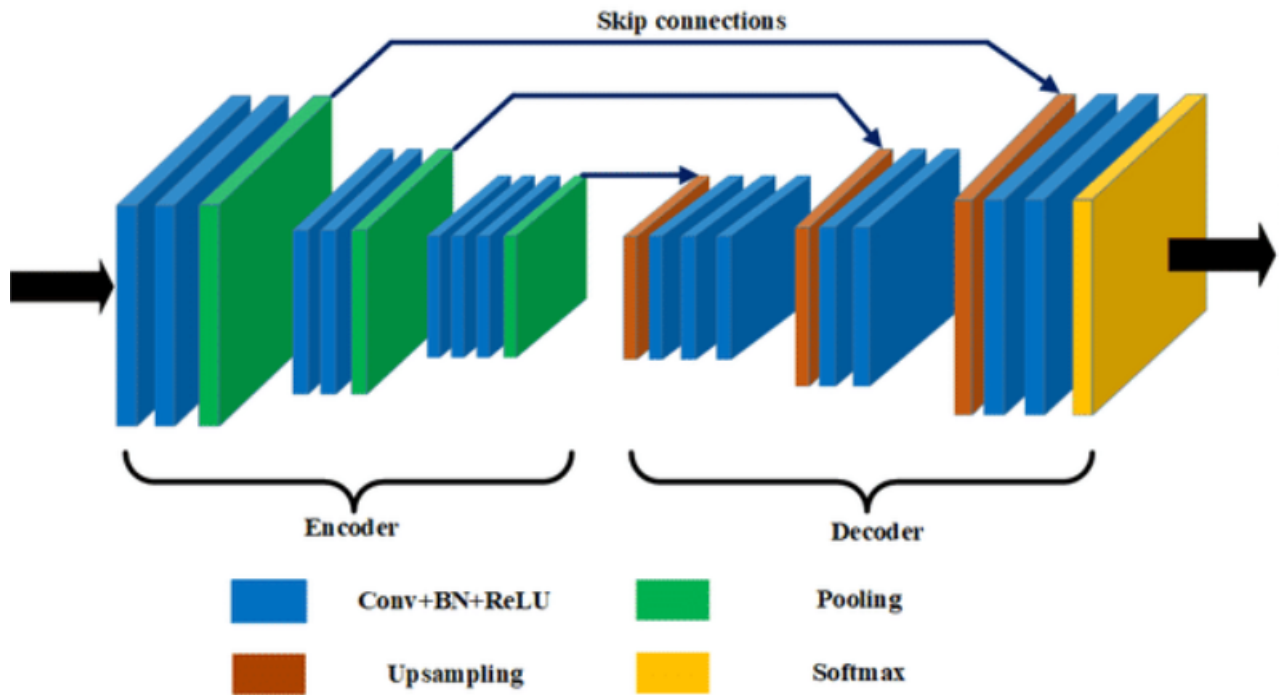 Skip connections
Encoder
Decoder
Conv+BN+ReLU
Pooling
Upsampling
Softmax